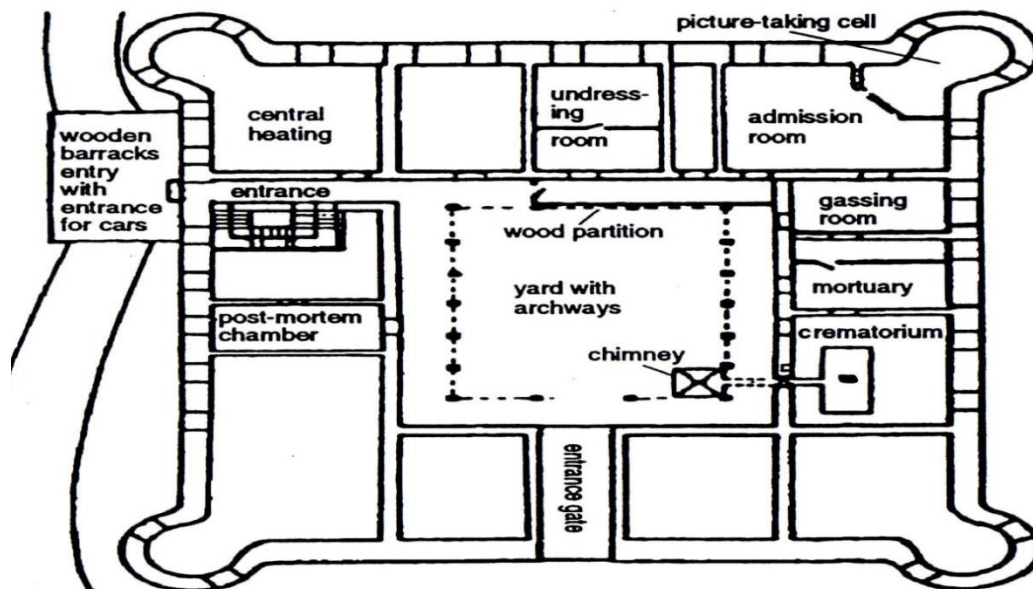 picture-taking cell
central
heating
undress-
ing
room
admission
room
wooden
barracks
entry
with
entrance
for cars
entrance
gassing
room
wood partition
yard with
archways
mortuary
post-mortem
chamber
chimney
crematorium
entrance gate